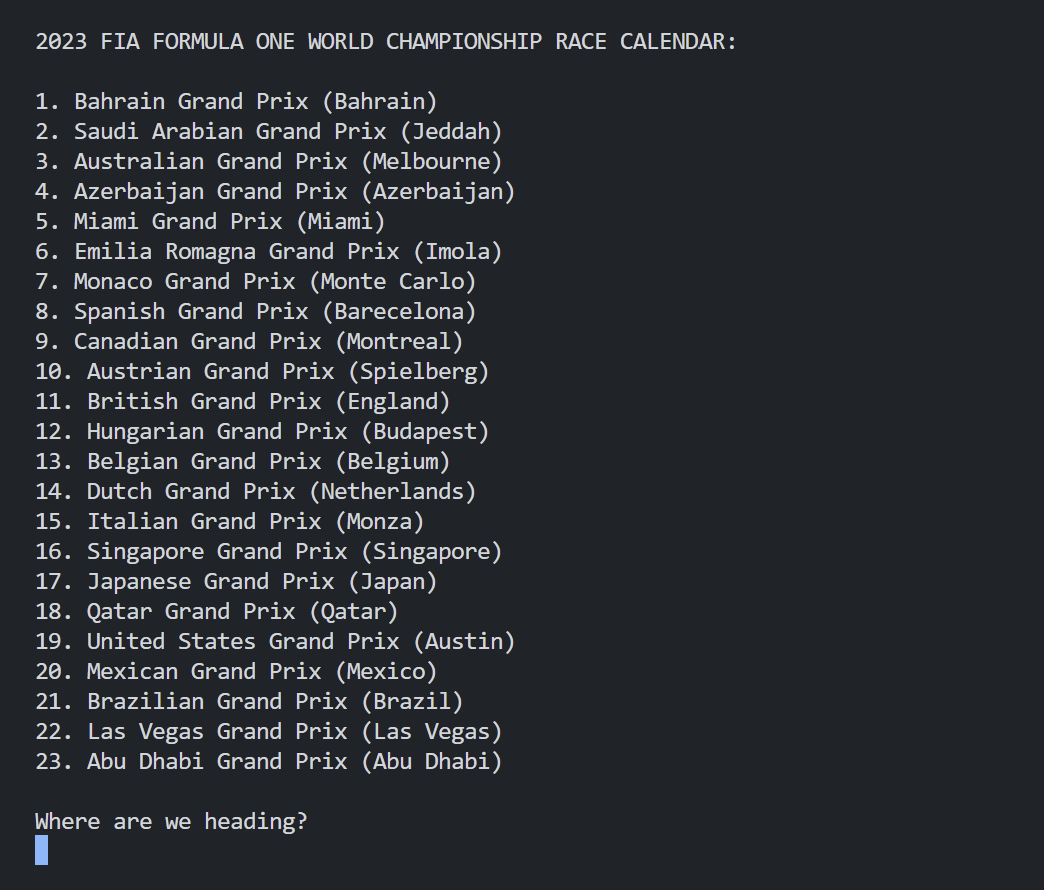 2023 FIA FORMULA ONE WORLD CHAMPIONSHIP RACE CALENDAR:
1. Bahrain Grand Prix (Bahrain)
2. Saudi Arabian Grand Prix (Jeddah)
3. Australian Grand Prix (Melbourne)
4. Azerbaijan Grand Prix (Azerbaijan)
5. Miami Grand Prix (Miami)
6. Emilia Romagna Grand Prix (Imola)
7. Monaco Grand Prix (Monte Carlo)
8. Spanish Grand Prix (Barecelona)
9. Canadian Grand Prix (Montreal)
10. Austrian Grand Prix (Spielberg)
11. British Grand Prix (England)
12. Hungarian Grand Prix (Budapest)
13. Belgian Grand Prix (Belgium)
14. Dutch Grand Prix (Netherlands)
15. Italian Grand Prix (Monza)
16. Singapore Grand Prix (Singapore)
17. Japanese Grand Prix (Japan)
18. Qatar Grand Prix (Qatar)
19. United States Grand Prix (Austin)
20. Mexican Grand Prix (Mexico)
21. Brazilian Grand Prix (Brazil)
22. Las Vegas Grand Prix (Las Vegas)
23. Abu Dhabi Grand Prix (Abu Dhabi)
Where are we heading?